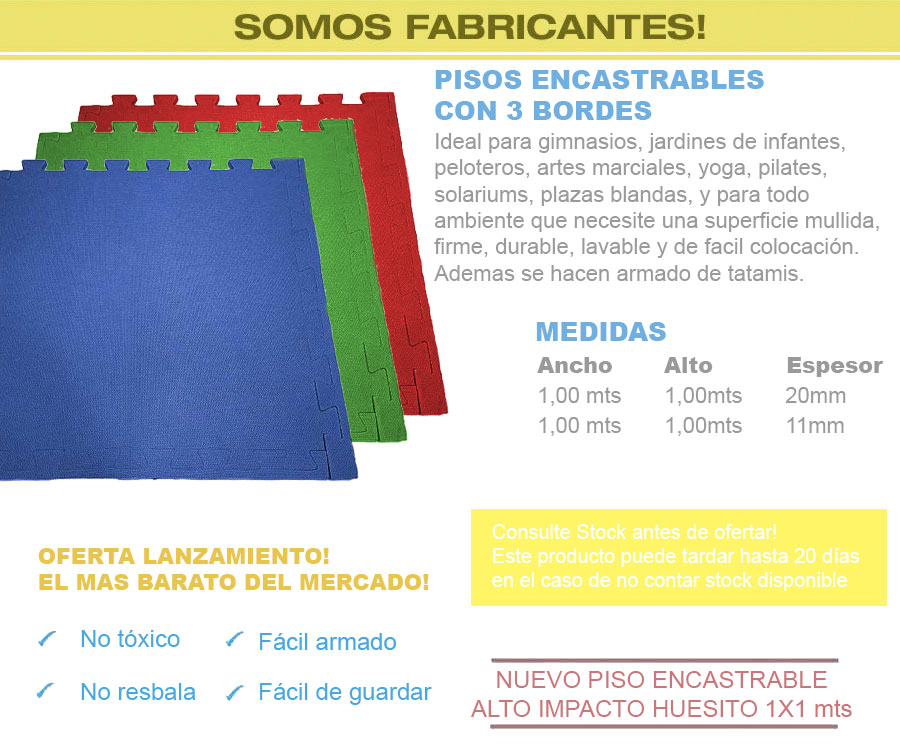 SOMOS FABRICANTES!
PISOS ENCASTRABLES
CON 3 BORDES
Ideal para gimnasios, jardines de infantes,
peloteros, artes marciales, yoga, pilates,
solariums, plazas blandas, y para todo
ambiente que necesite una superficie mullida,
firme, durable, lavable y de facil colocación.
Ademas se hacen armado de tatamis.
MEDIDAS
Ancho Alto Espesor
1,00 mts 1,00mts 20mm
1,00 mts 1,00mts 11mm
OFERTA LANZAMIENTO!
EL MAS BARATO DEL MERCADO!
Consulte Stock antes de ofertar!
Este producto puede tardar hasta 20 días
en el caso de no contar stock disponible
No tóxico Fácil armado
No resbala Fácil de guardar
NUEVO PISO ENCASTRABLE
ALTO IMPACTO HUESITO 1X1 mts